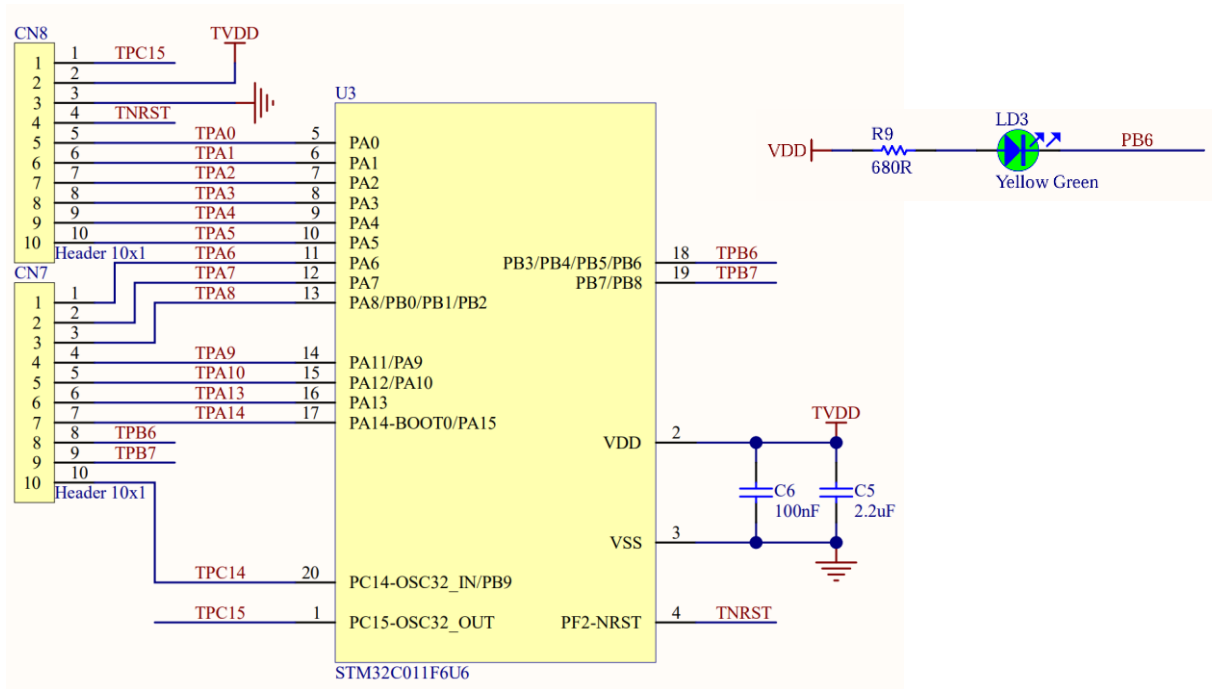 CN8
TVDD
1 1 TPC15
2 2
3 3
4 4 TNRST
U3
5 5 TPA0 5 PA0
6 6 TPA1 6 PA1
7 7 TPA2 7 PA2
8 8 TPA3 8 PA3
9 9 TPA4 9 PA4
10 10 TPA5 10 PA5
Header 10x1
TPA6 11 PA6
CN7
TPA7 12 PA7
1 1
TPA8 13 PA8/PB0/PB1/PB2
2 2
3 3
4 4 TPA9 14 PA11/PA9
5 5 TPA10 15 PA12/PA10
6 6 TPA13 16 PA13
7 7 TPA14 17 PA14-BOOT0/PA15
8 8 TPB6
9 9 TPB7
10 10
Header 10x1
TPC14 20 PC14-OSC32_IN/PB9
TPC15 1 PC15-OSC32_OUT
PB3/PB4/PB5/PB6 18 TPB6
PB7/PB8 19 TPB7
TVDD
VDD 2
C6
100nF
C5
2.2uF
VSS 3
PF2-NRST 4 TNRST
STM32C011F6U6
LD3
VDD
R9
680R
PB6
Yellow Green